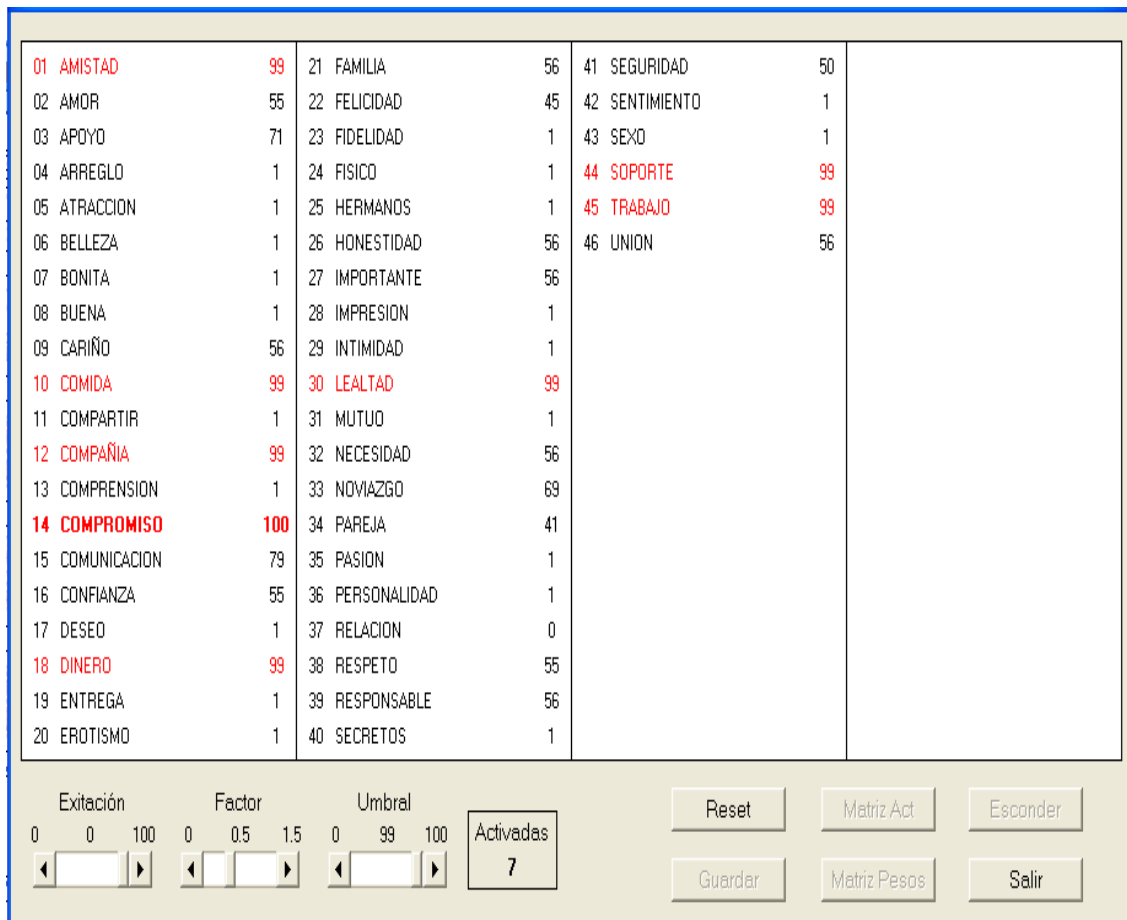 01 AMISTAD 99
02 AMOR 55
03 APOYO 71
04 ARREGLO 1
05 ATRACCION 1
06 BELLEZA 1
07 BONITA 1
08 BUENA 1
09 CARIÑO 56
10 COMIDA 99
11 COMPARTIR 1
12 COMPAÑIA 99
13 COMPRENSION 1
14 COMPROMISO 100
15 COMUNICACION 79
16 CONFIANZA 55
17 DESEO 1
18 DINERO 99
19 ENTREGA 1
20 EROTISMO 1
21 FAMILIA 56
22 FELICIDAD 45
23 FIDELIDAD 1
24 FISICO 1
25 HERMANOS 1
26 HONESTIDAD 56
27 IMPORTANTE 56
28 IMPRESION 1
29 INTIMIDAD 1
30 LEALTAD 99
31 MUTUO 1
32 NECESIDAD 56
33 NOVIAZGO 69
34 PAREJA 41
35 PASION 1
36 PERSONALIDAD 1
37 RELACION 0
38 RESPETO 55
39 RESPONSABLE 56
40 SECRETOS 1
41 SEGURIDAD 50
42 SENTIMIENTO 1
43 SEXO 1
44 SOPORTE 99
45 TRABAJO 99
46 UNION 56
Exitación
0 0 100
Factor
0 0.5 1.5
Umbral
0 99 100
Activadas
7
Reset
Matriz Act
Esconder
Guardar
Matriz Pesos
Salir